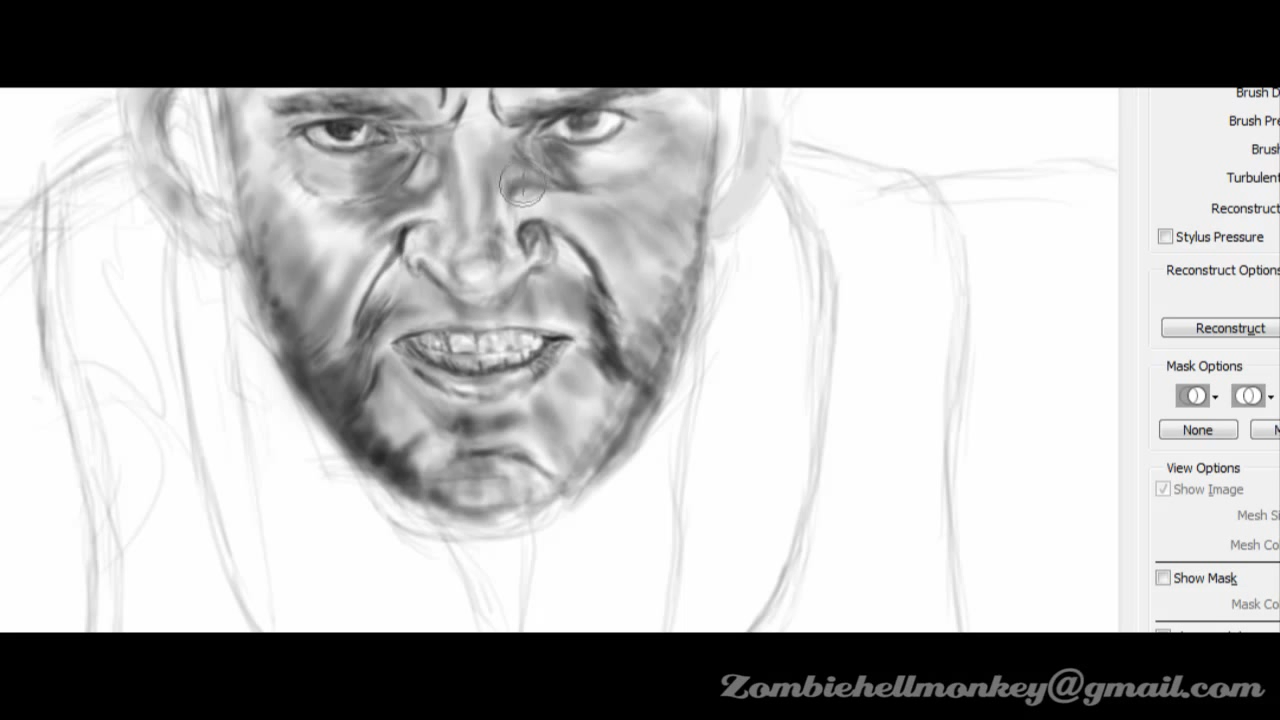 Brush D
Brush Pre
Brush
Turbulent
Reconstruct
Stylus Pressure
Reconstruct Options
Reconstruct
Mask Options
None
View Options
Show Image
Mesh Si
Mesh Co
Show Mask
Mask Co
Zombiehellmonkey@gmail.com